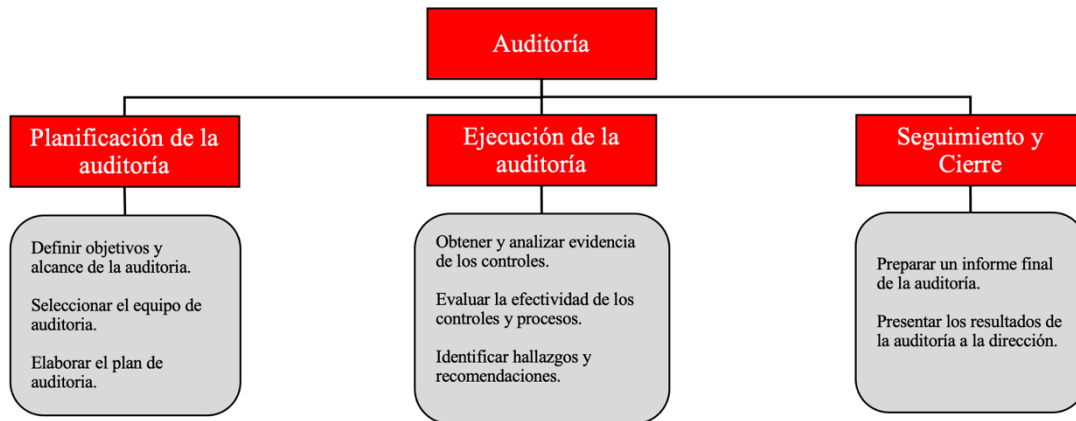 Auditoría
Planificación de la
auditoría
Definir objetivos y
alcance de la auditoria.
Seleccionar el equipo de
auditoria.
Elaborar el plan de
auditoria.
Ejecución de la
auditoría
Obtener y analizar evidencia
de los controles.
Evaluar la efectividad de los
controles y procesos.
Identificar hallazgos y
recomendaciones.
Seguimiento y
Cierre
Preparar un informe final
de la auditoría.
Presentar los resultados de
la auditoría a la dirección.